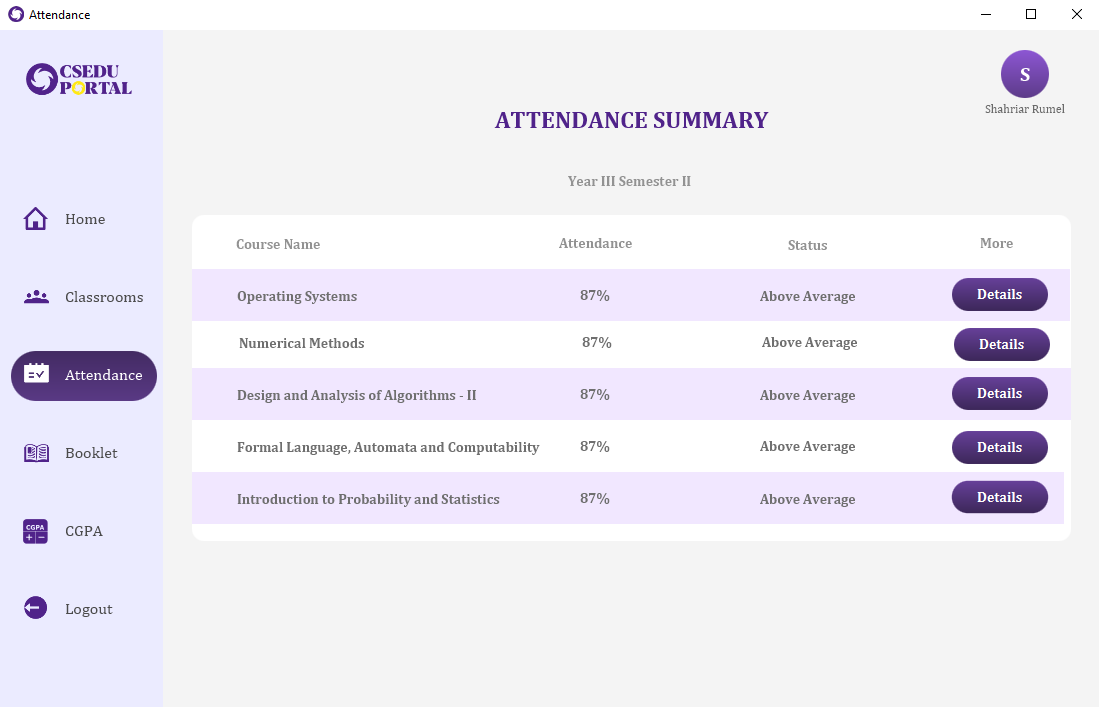 Attendance
CSEDU
PORTAL
S
Shahriar Rumel
ATTENDANCE SUMMARY
Year III Semester II
Home
Classrooms
Attendance
Booklet
CGPA
CGPA
Logout
Course Name Attendance Status More
Operating Systems 87% Above Average Details
Numerical Methods 87% Above Average Details
Design and Analysis of Algorithms - II 87% Above Average Details
Formal Language, Automata and Computability 87% Above Average Details
Introduction to Probability and Statistics 87% Above Average Details